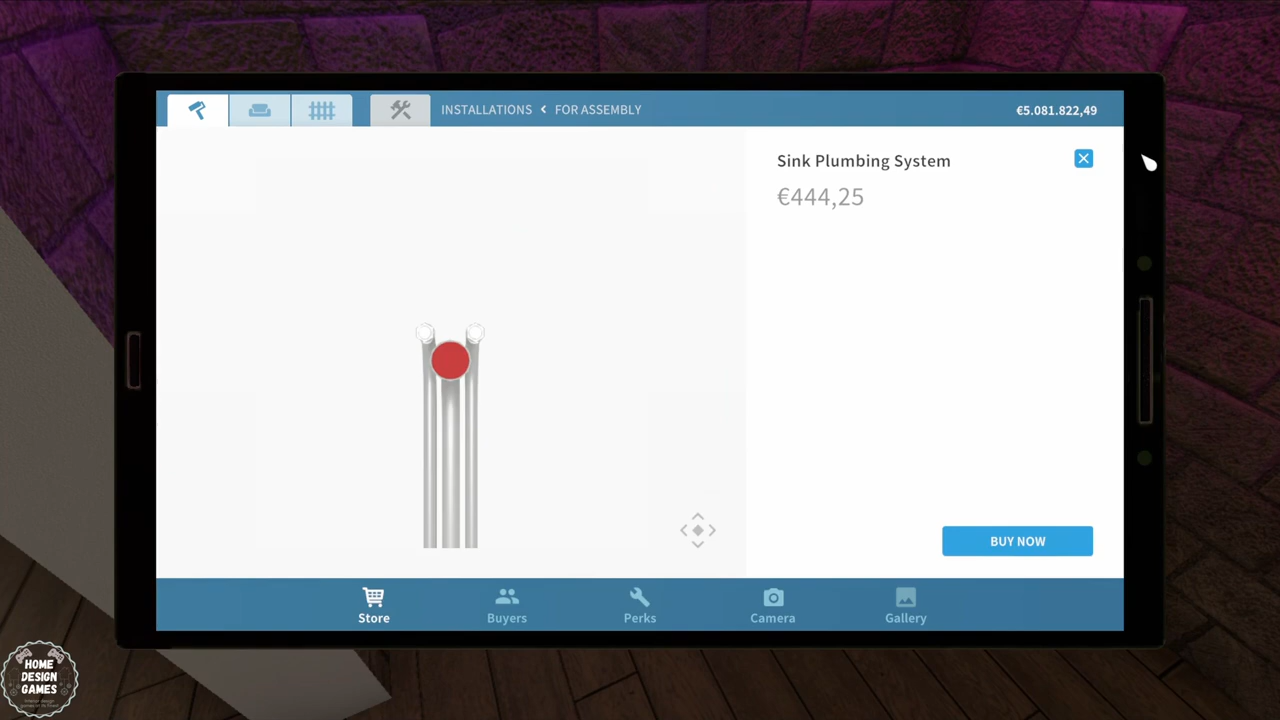 INSTALLATIONS < FOR ASSEMBLY
€5.081.822,49
Sink Plumbing System
€444,25
BUY NOW
Store
Buyers
Perks
Camera
Gallery
HOME
DESIGN
GAMES